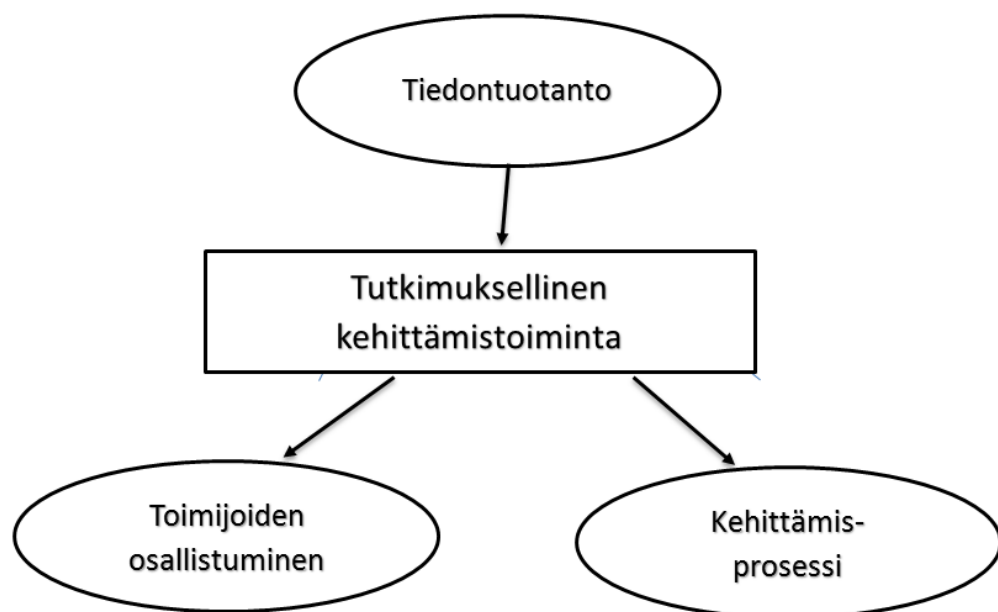 Tiedontuotanto
Tutkimuksellinen
kehittämistoiminta
Toimijoiden
osallistuminen
Kehittämis-
prosessi